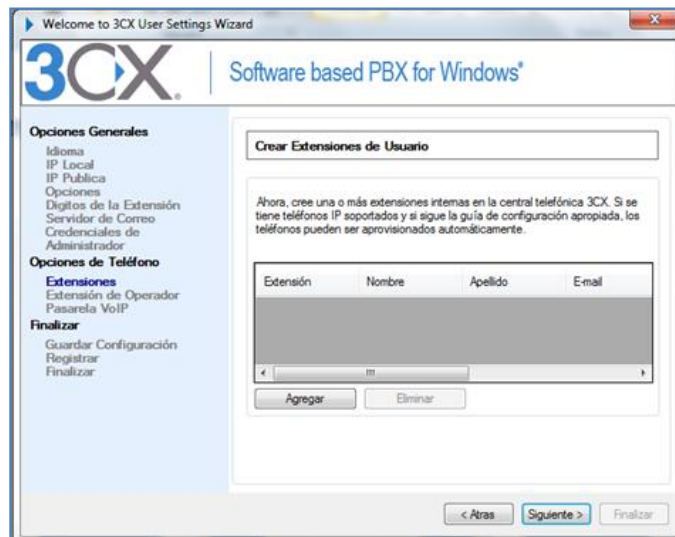 Welcome to 3CX User Settings Wizard
3CX®
Software based PBX for Windows®
Opciones Generales
Idioma
IP Local
IP Publica
Opciones
Digitos de la Extensión
Servidor de Correo
Credenciales de
Administrador
Opciones de Teléfono
Extensiones
Extensión de Operador
Pasarela VoIP
Finalizar
Guardar Configuración
Registrar
Finalizar
Crear Extensiones de Usuario
Ahora, cree una o más extensiones internas en la central telefónica 3CX. Si se
tiene teléfonos IP soportados y si sigue la guía de configuración apropiada, los
teléfonos pueden ser aprovisionados automáticamente.
Extensión Nombre Apellido E-mail
Agregar Eliminar
< Atras Siguiente > Finalizar